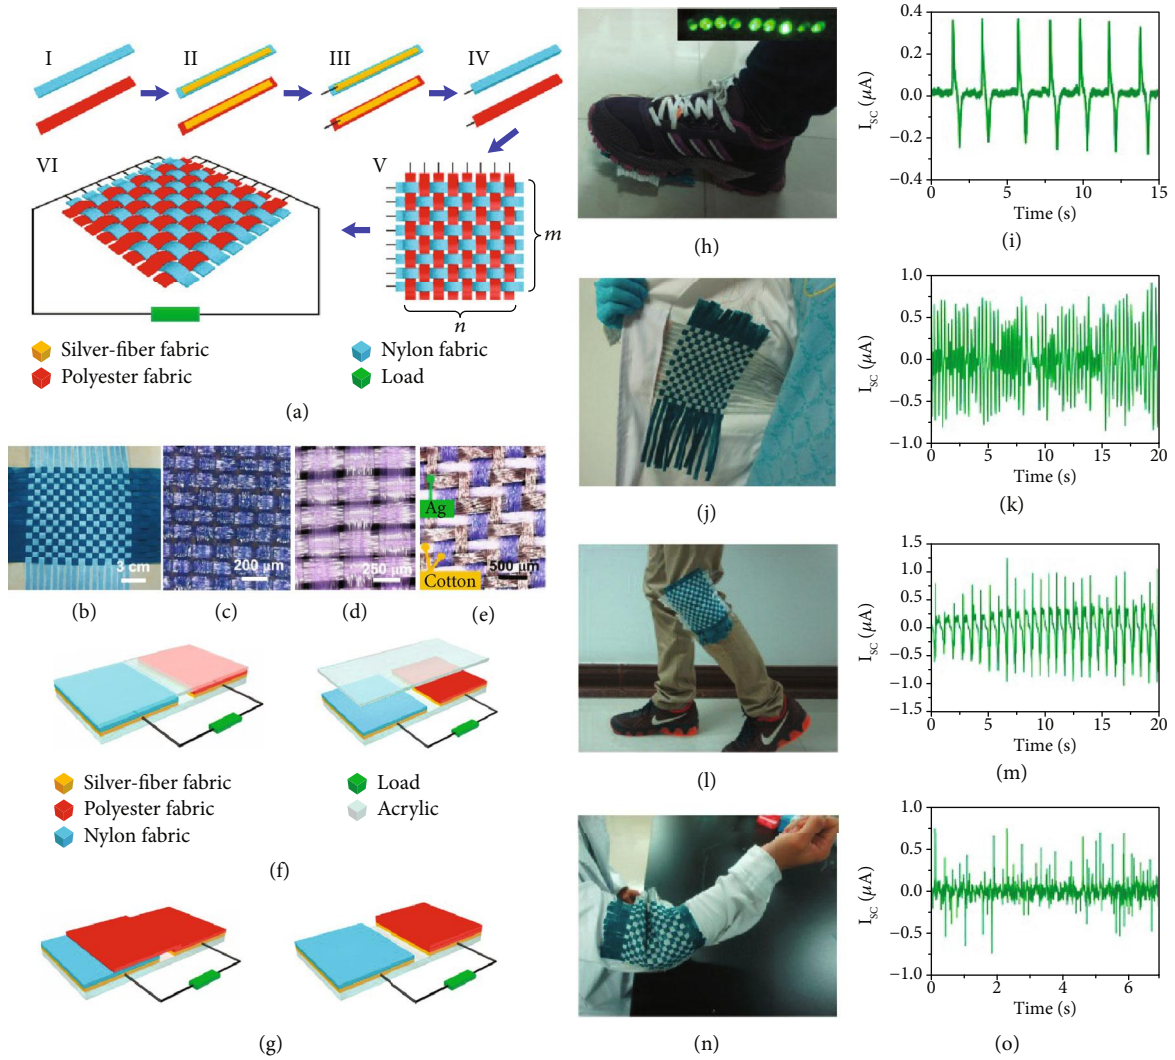 I II III IV
VI V
m
n
Silver-fiber fabric Nylon fabric
Polyester fabric Load
(a)
3 cm 200 μm 250 μm 500 μm
Ag
Cotton
(b) (c) (d) (e)
Silver-fiber fabric Load
Polyester fabric Acrylic
Nylon fabric
(f)
(g)
(h)
0.4
0.2
0.0
−0.2
−0.4
I_SC (μA)
0 5 10 15
Time (s)
(i)
(j)
1.0
0.5
0.0
−0.5
−1.0
I_SC (μA)
0 5 10 15 20
Time (s)
(k)
(l)
1.5
1.0
0.5
0.0
−0.5
−1.0
−1.5
I_SC (μA)
0 5 10 15 20
Time (s)
(m)
(n)
1.0
0.5
0.0
−0.5
−1.0
I_SC (μA)
0 2 4 6
Time (s)
(o)